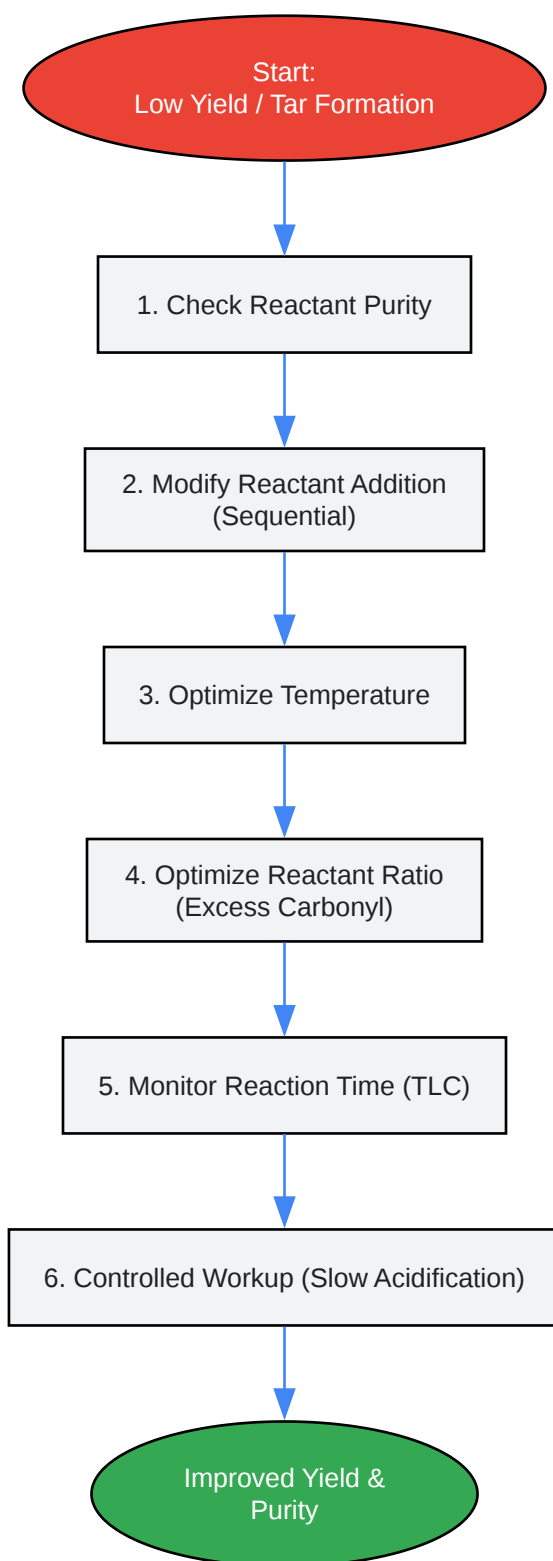 Start:
Low Yield / Tar Formation
1. Check Reactant Purity
2. Modify Reactant Addition
(Sequential)
3. Optimize Temperature
4. Optimize Reactant Ratio
(Excess Carbonyl)
5. Monitor Reaction Time (TLC)
6. Controlled Workup (Slow Acidification)
Improved Yield &
Purity